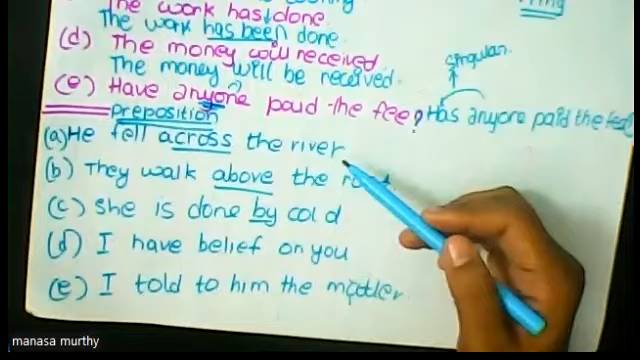 The work has done.
The work has been done.
(d) The money will received.
The money will be received.
singular
(e) Have anyone paid the fee? Has anyone paid the fee?
Preposition
(a) He fell across the river
(b) They walk above the
(c) She is done by cold
(d) I have belief on you
(e) I told to him the matter.
manasa murthy